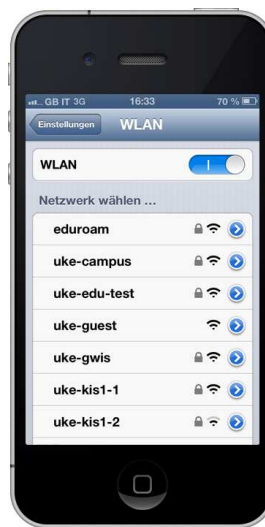 GB IT 3G 16:33 70 %
Einstellungen WLAN
WLAN
Netzwerk wählen ...
eduroam
uke-campus
uke-edu-test
uke-guest
uke-gwis
uke-kis1-1
uke-kis1-2